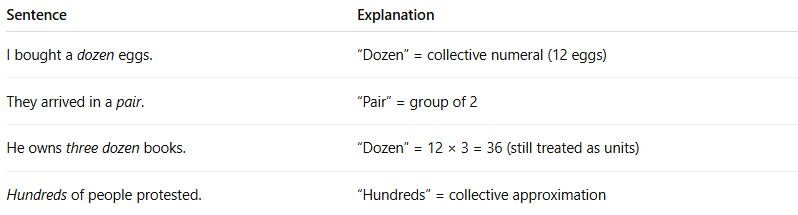 Sentence Explanation
I bought a dozen eggs. “Dozen” = collective numeral (12 eggs)
They arrived in a pair. “Pair” = group of 2
He owns three dozen books. “Dozen” = 12 × 3 = 36 (still treated as units)
Hundreds of people protested. “Hundreds” = collective approximation